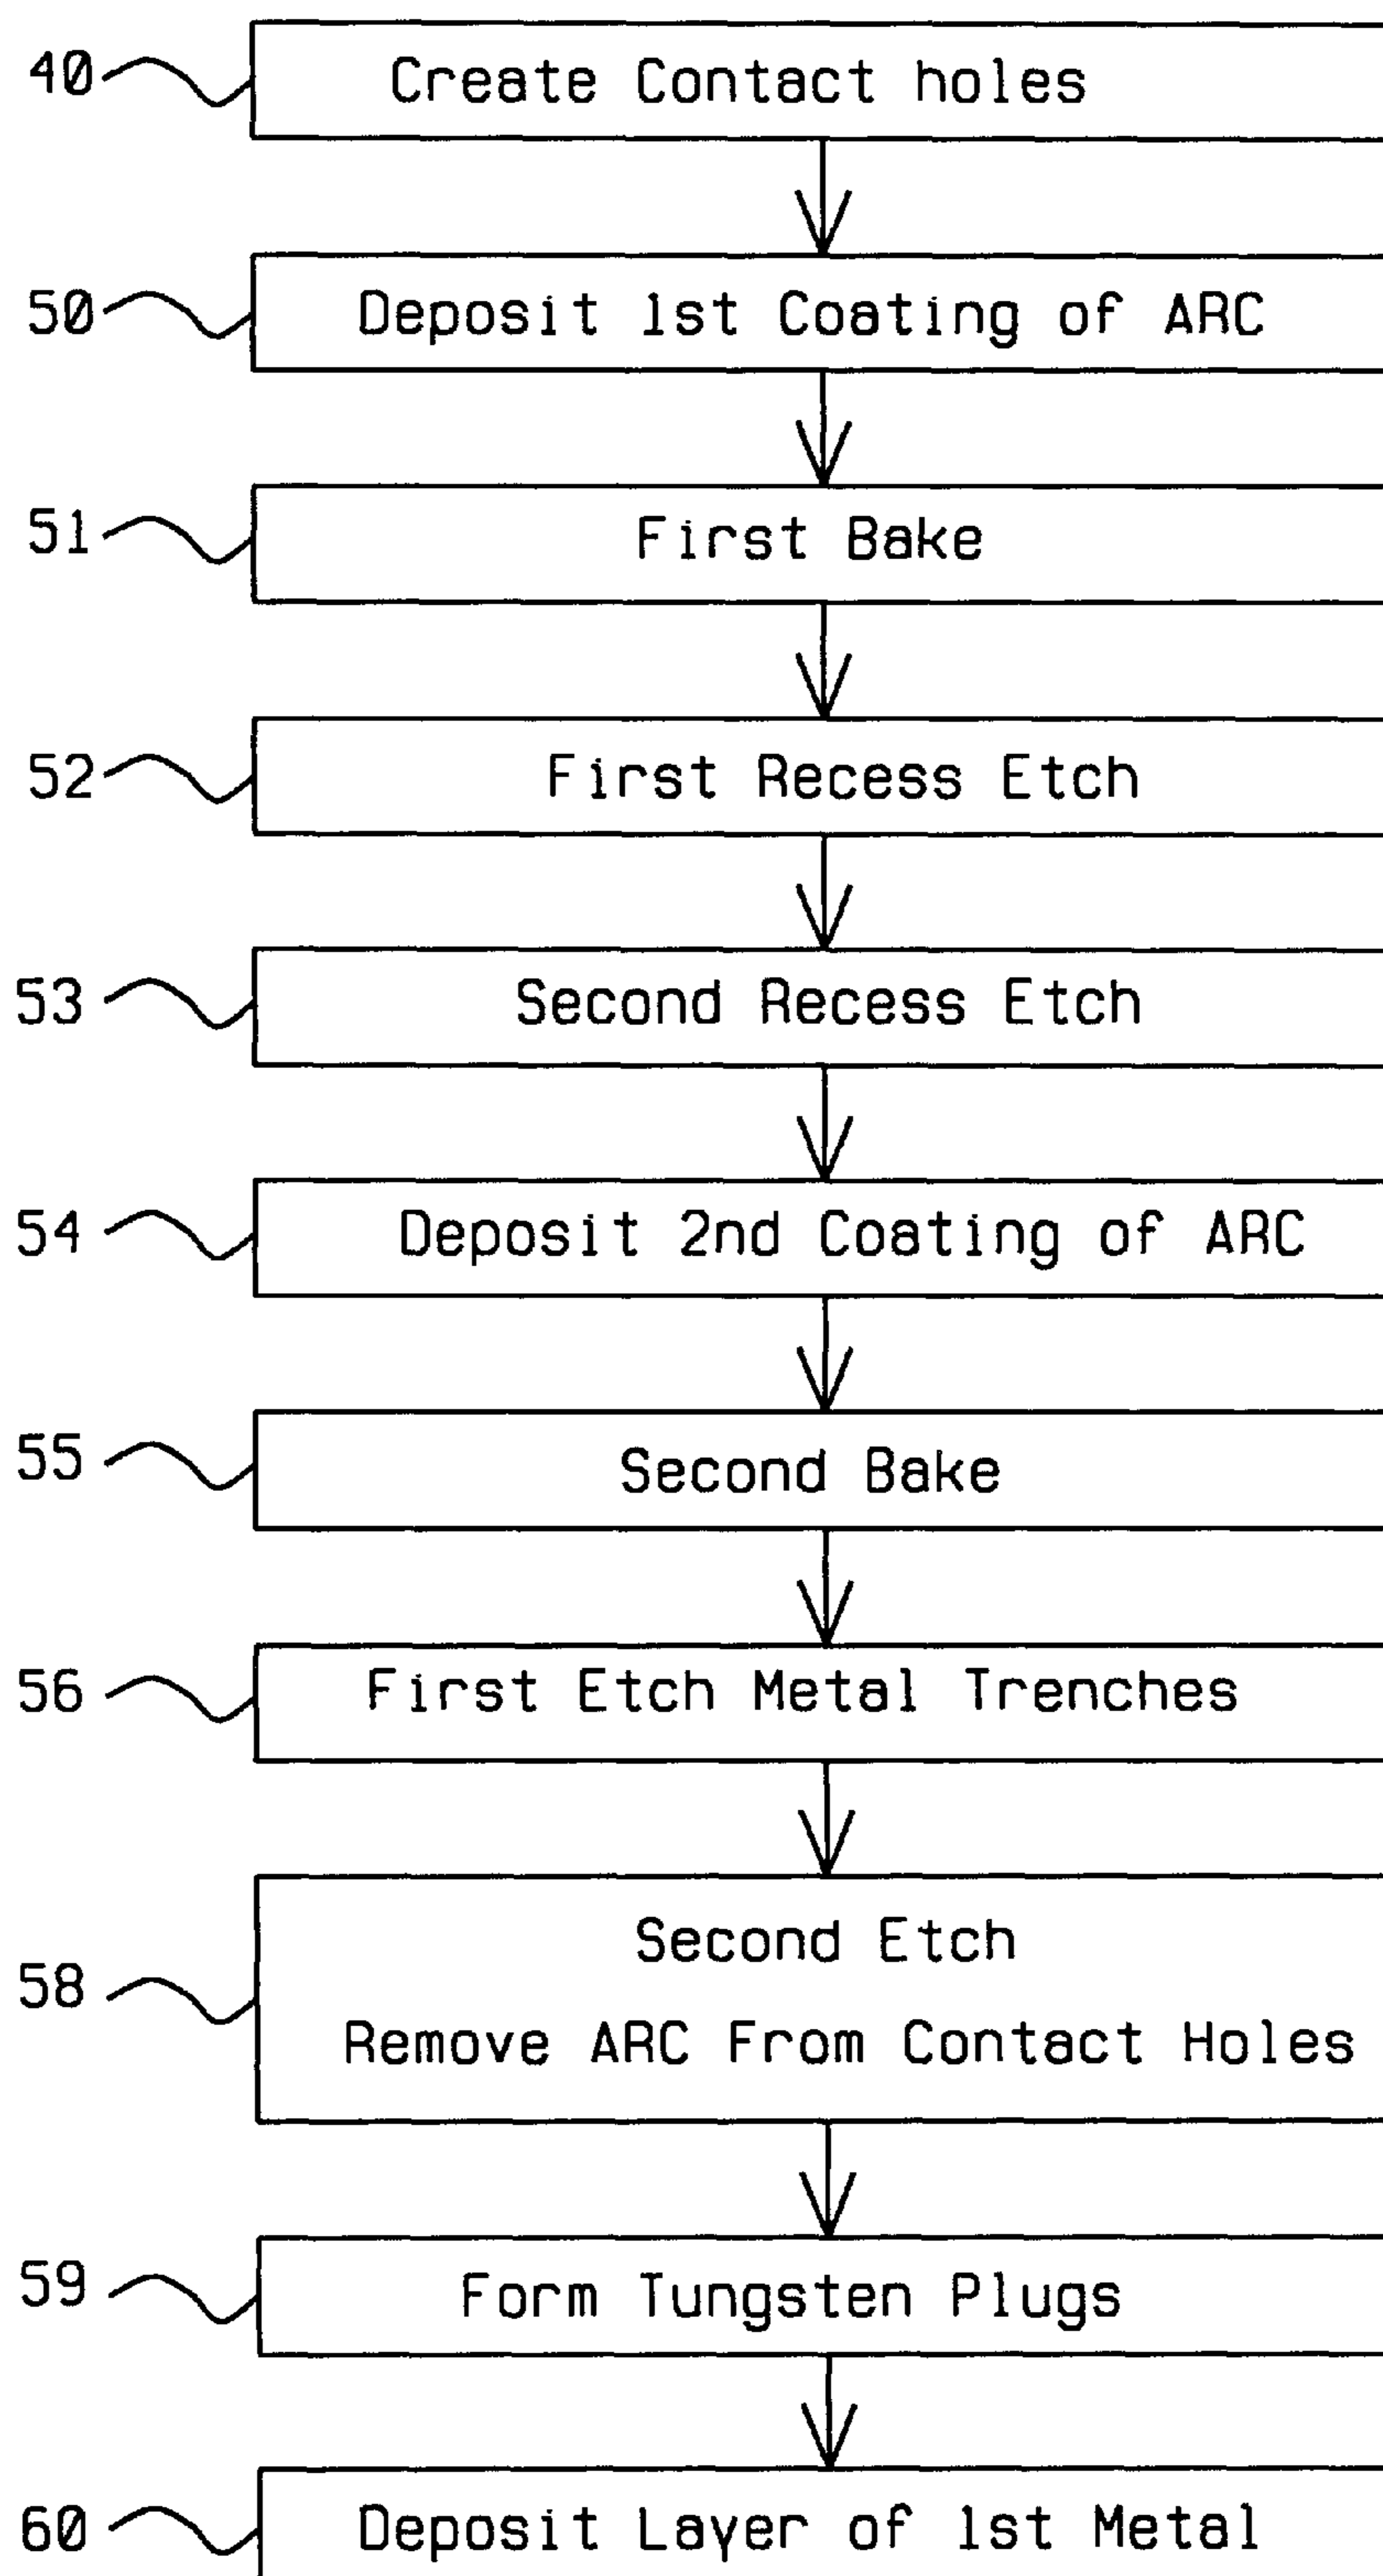 40 Create Contact holes
50 Deposit 1st Coating of ARC
51 First Bake
52 First Recess Etch
53 Second Recess Etch
54 Deposit 2nd Coating of ARC
55 Second Bake
56 First Etch Metal Trenches
Second Etch
58 Remove ARC From Contact Holes
59 Form Tungsten Plugs
60 Deposit Layer of 1st Metal